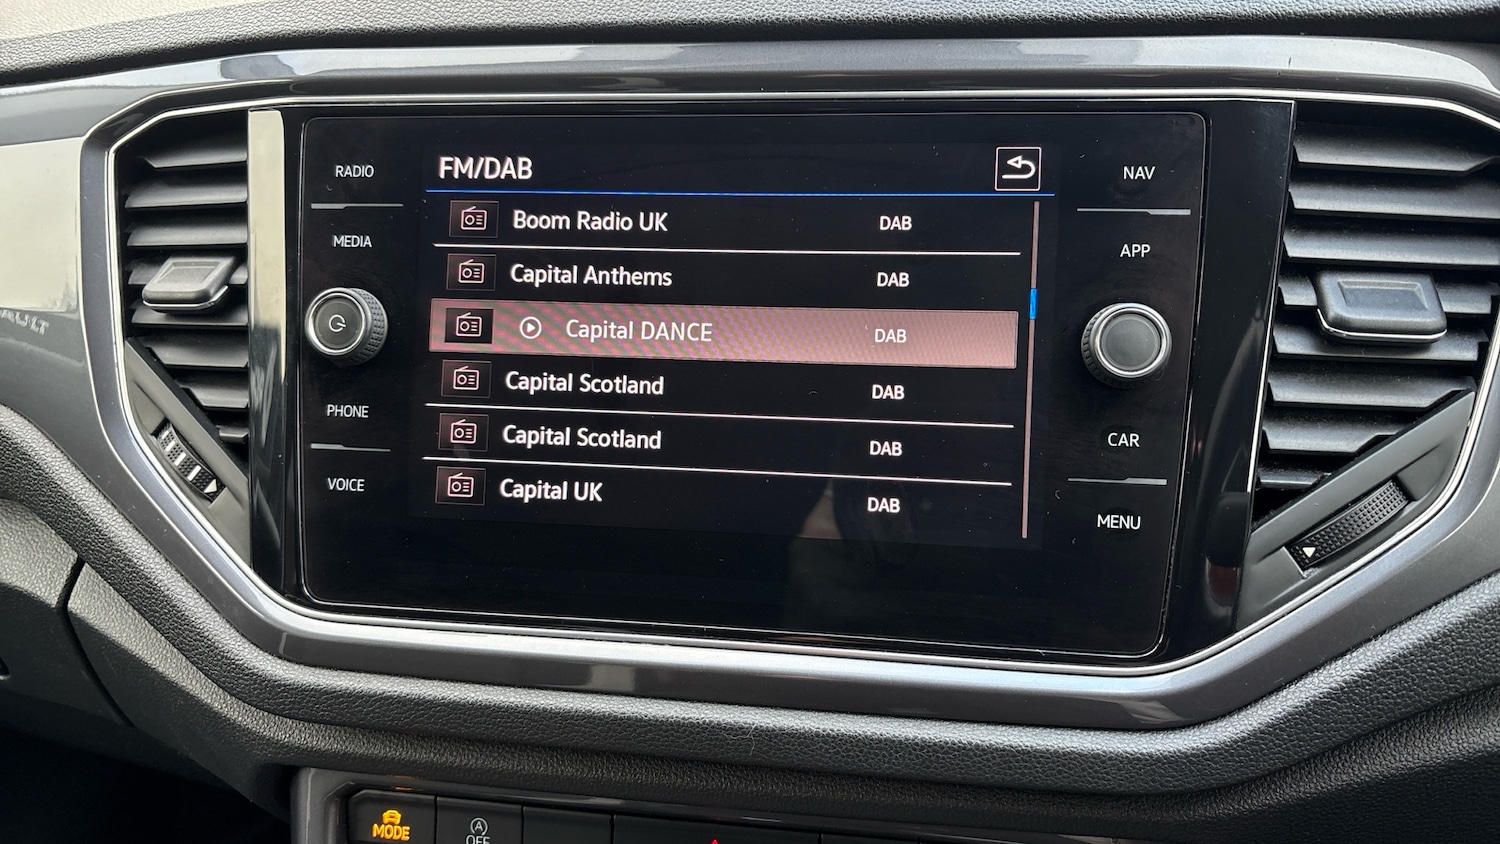 RADIO
MEDIA
PHONE
VOICE
FM/DAB
Boom Radio UK DAB
Capital Anthems DAB
Capital DANCE DAB
Capital Scotland DAB
Capital Scotland DAB
Capital UK DAB
NAV
APP
CAR
MENU
MODE
A
OFF